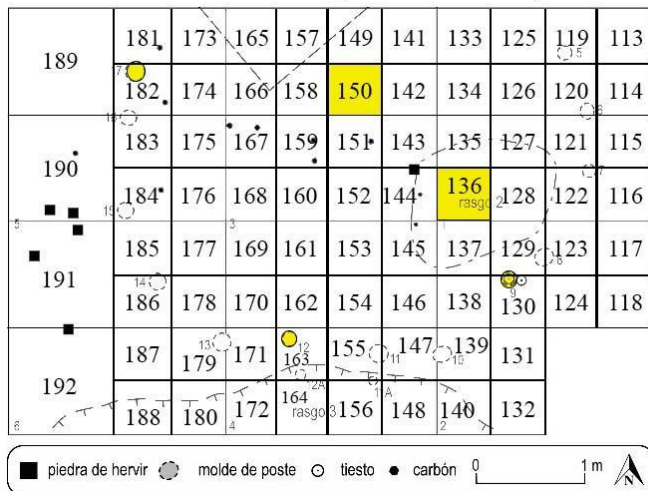 189 181 173 165 157 149 141 133 125 119 113
5
17
182 174 166 158 150 142 134 126 120 114
16 6
190 183 175 167 159 151 143 135 127 121 115
7
184 176 168 160 152 144 136 128 122 116
rasgo 2
15
5 3 1
191 185 177 169 161 153 145 137 129 123 117
8
14 9
186 178 170 162 154 146 138 130 124 118
192 187 179 171 163 155 147 139 131
13 12 11 10
12A 11A
188 180 172 164 156 148 140 132
rasgo 3
6 4 2
piedra de hervir molde de poste tiesto carbón 0 1 m N